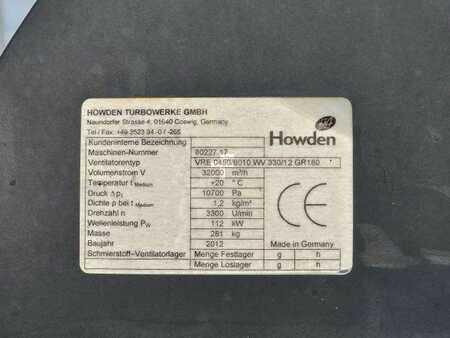 HOWDEN TURBOWERKE GMBH
Naundorfer Strasse 4, 01640 Coswig, Germany
Tel / Fax: +49 3523 94 -0 / -265
Howden
Kundeninterne Bezeichnung
Maschinen-Nummer 80227.17
Ventilatorentyp VRE 0450/8010 WV 330/12 GR180
Volumenstrom V 32000 m³/h
Temperatur t Medium +20 °C
Druck Δ pt 10700 Pa
Dichte ρ bei t Medium 1,2 kg/m³
Drehzahl n 3300 U/min
Wellenleistung PW 112 kW
Masse 281 kg
CE
Baujahr 2012 Made in Germany
Schmierstoff-Ventilatorlager Menge Festlager g h
Menge Loslager g h